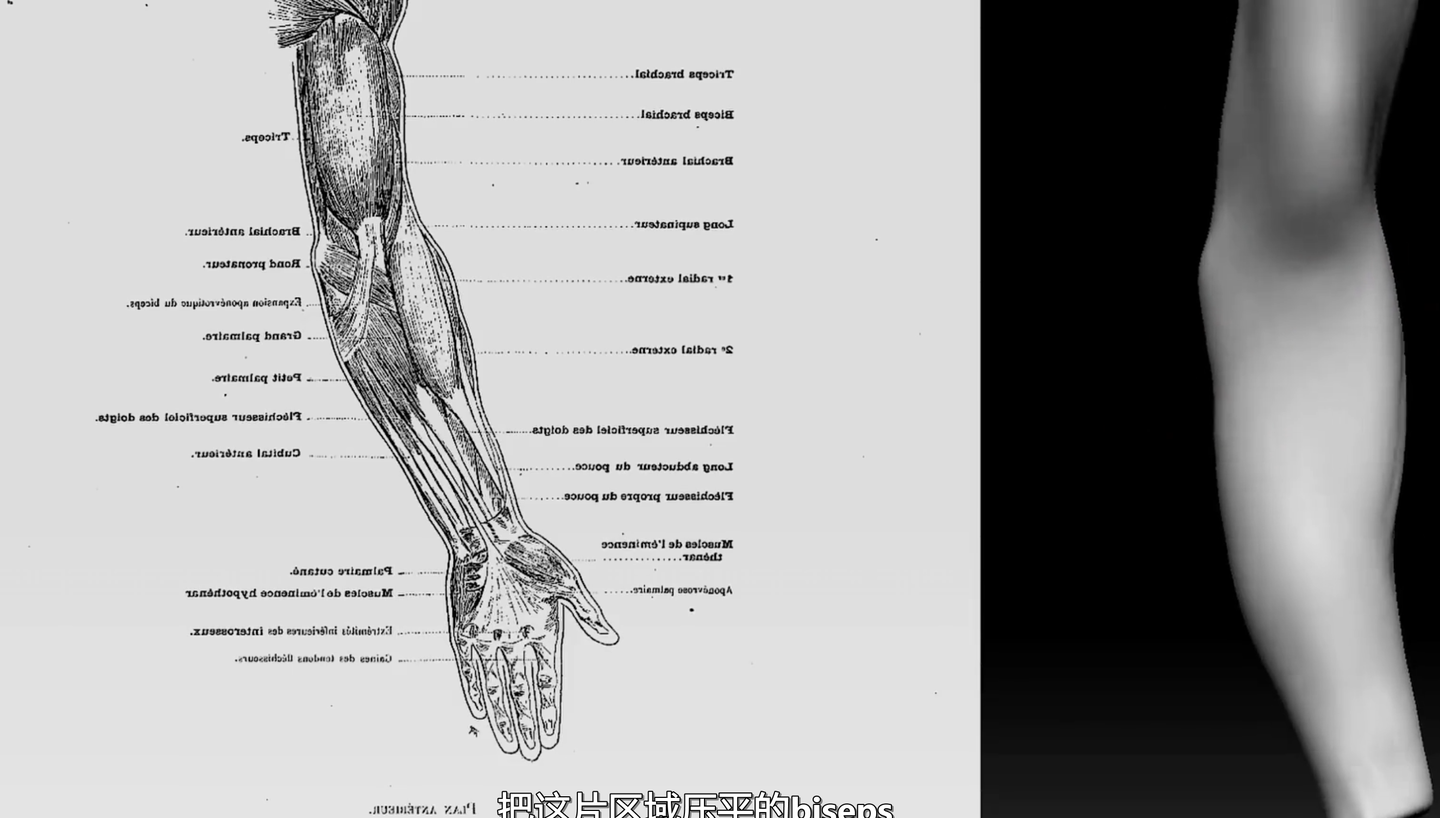 Triceps brachial.
Biceps brachial
Triceps.
Brachial antérieur.
Long supinateur
Brachial antérieur.
Rond pronateur.
1er radial externe.
Expansion aponévrotique du biceps.
Grand palmaire.
2e radial externe.
Petit palmaire.
Fléchisseur superficiel des doigts.
Fléchisseur superficiel des doigts.
Cubital antérieur.
Long abducteur du pouce.
Fléchisseur propre du pouce
Muscles de l'éminence
thénar.
Palmaire cutané.
Muscles de l'éminence hypothénar
Aponévrose palmaire.
Extrémités inférieures des interosseux.
Gaines des tendons fléchisseurs.
PLAN ANTÉRIEUR.
把这片区域压平的biseps